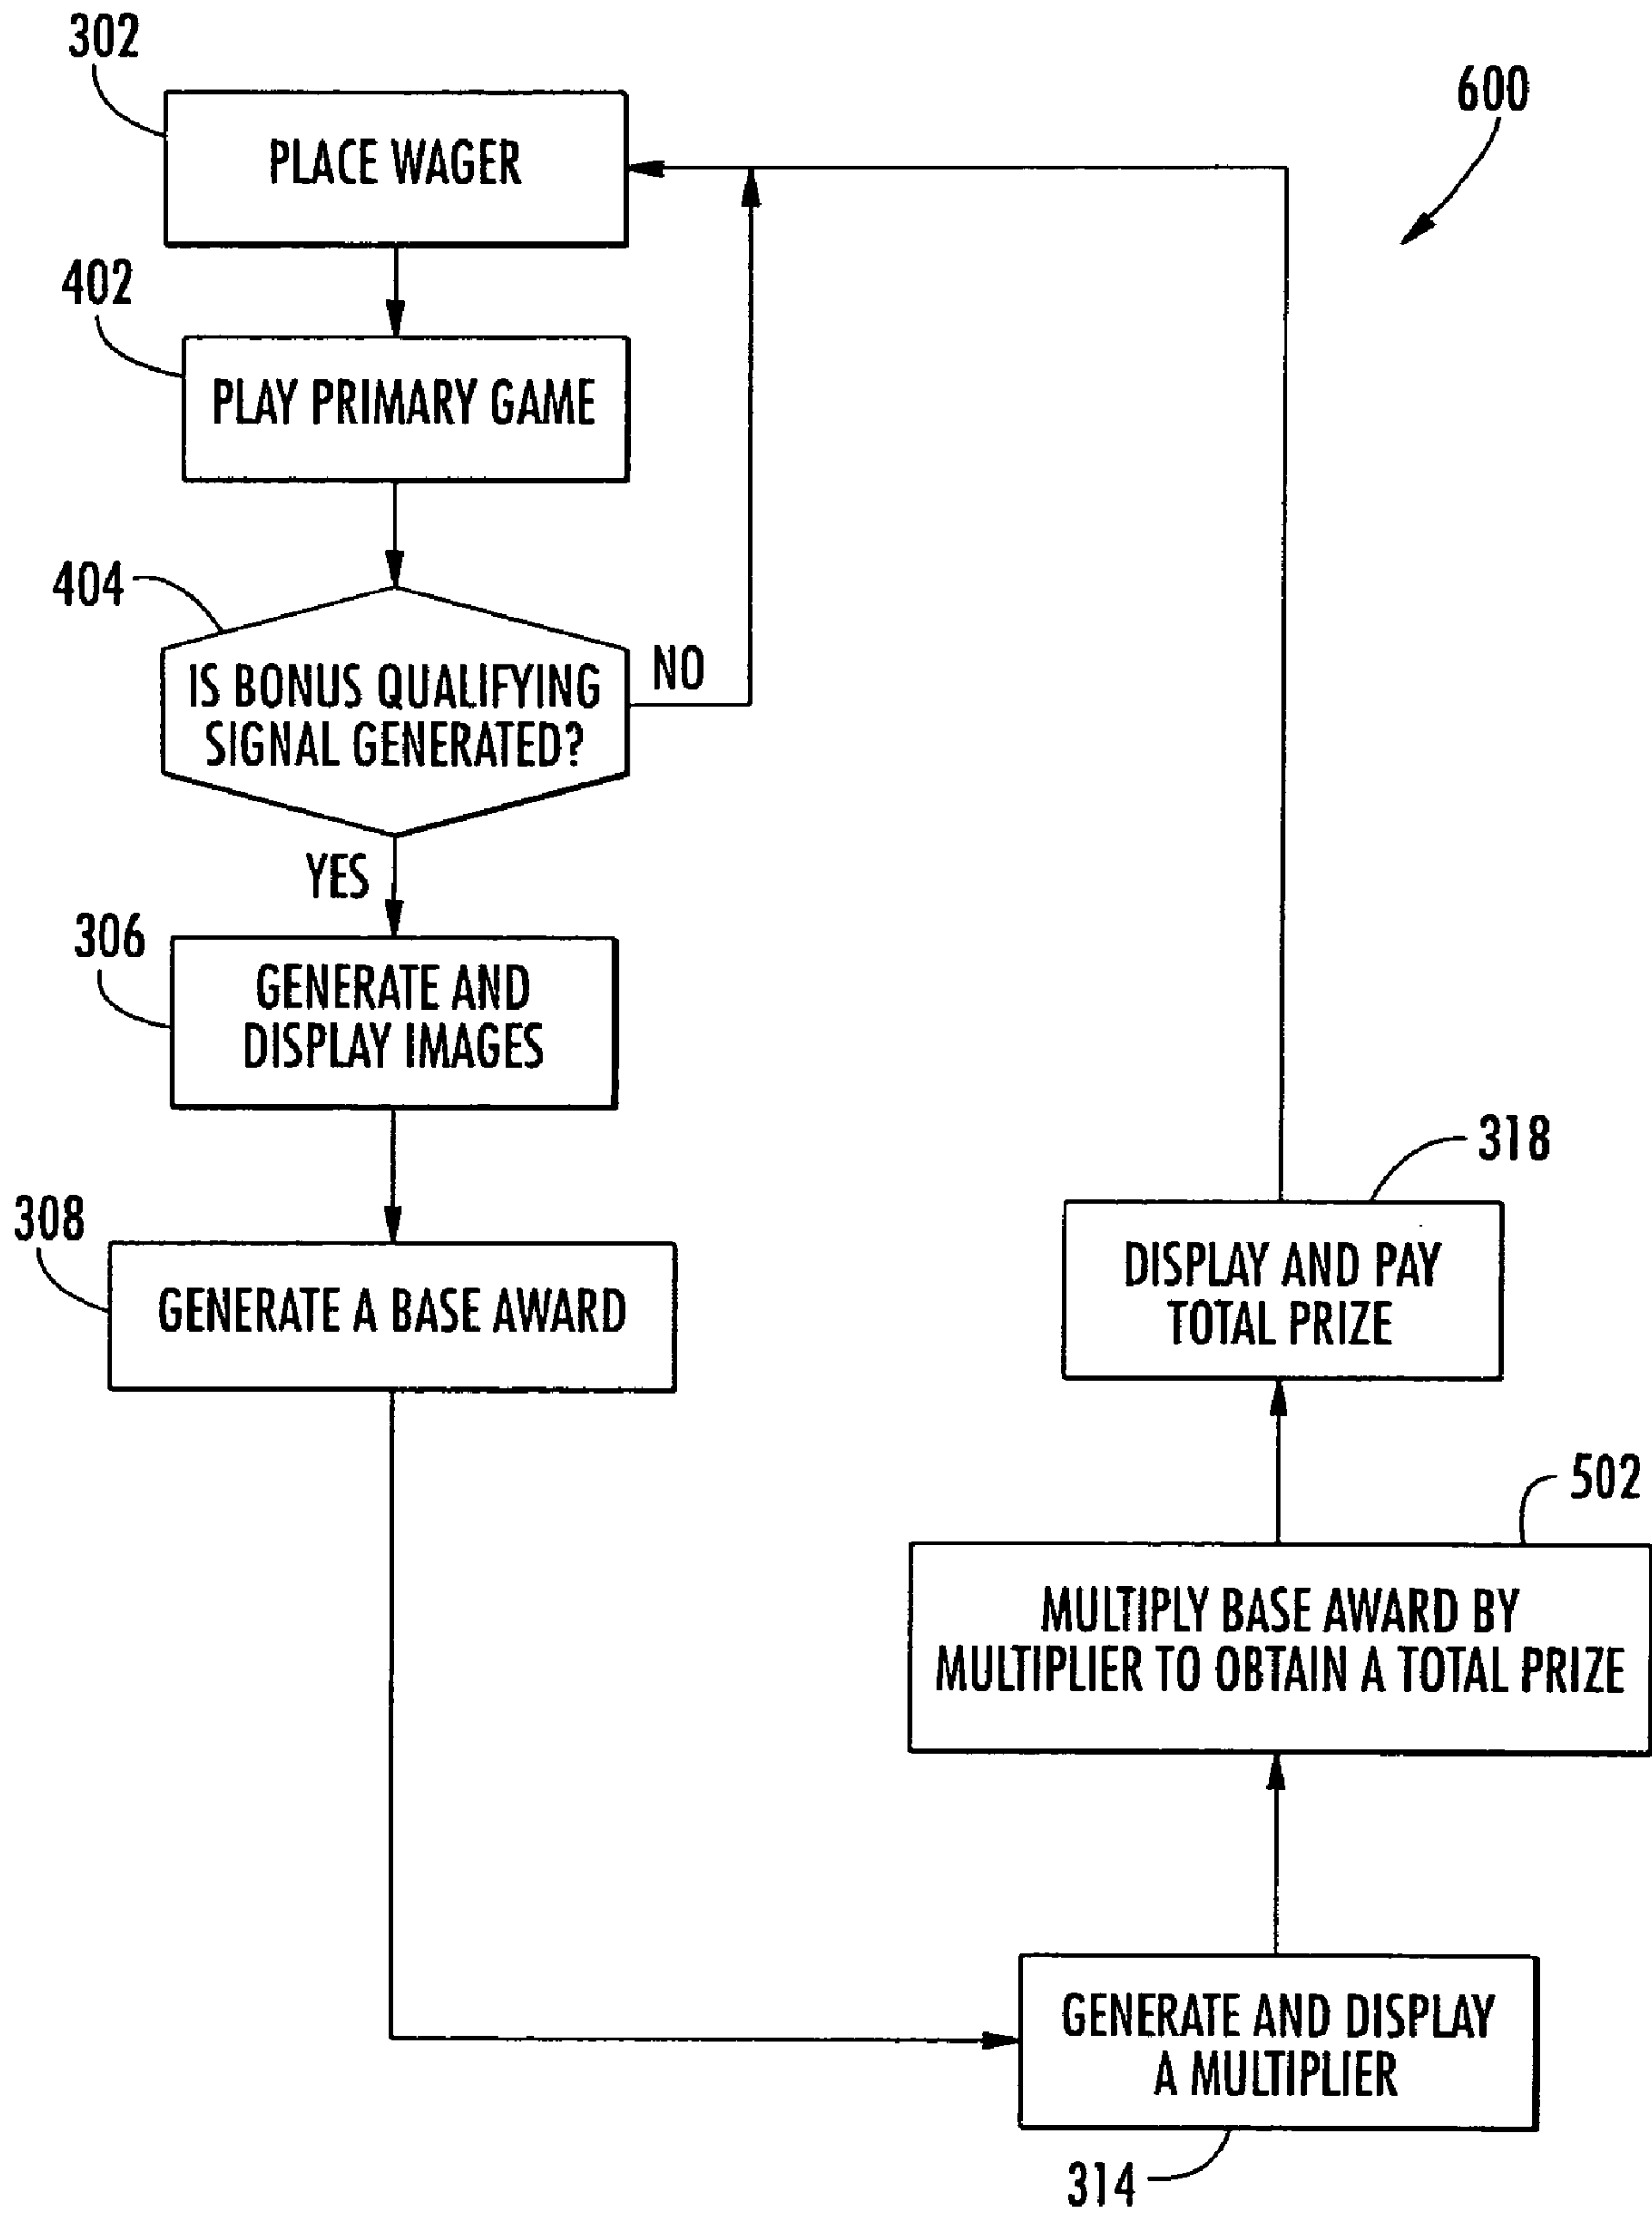 302
600
PLACE WAGER
402
PLAY PRIMARY GAME
404
IS BONUS QUALIFYING
SIGNAL GENERATED?
NO
YES
306
GENERATE AND
DISPLAY IMAGES
308
GENERATE A BASE AWARD
318
DISPLAY AND PAY
TOTAL PRIZE
502
MULTIPLY BASE AWARD BY
MULTIPLIER TO OBTAIN A TOTAL PRIZE
GENERATE AND DISPLAY
A MULTIPLIER
314